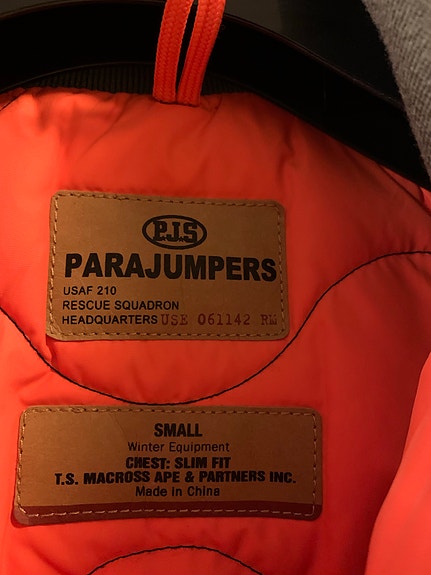 P.J.S
PARAJUMPERS
USAF 210
RESCUE SQUADRON
HEADQUARTERS USE 061142 RM
SMALL
Winter Equipment
CHEST: SLIM FIT
T.S. MACROSS APE & PARTNERS INC.
Made in China